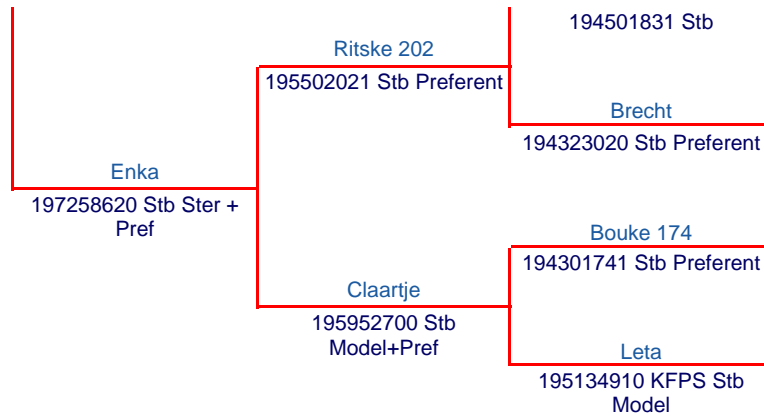 194501831 Stb
Ritske 202
195502021 Stb Preferent
Brecht
194323020 Stb Preferent
Enka
197258620 Stb Ster +
Pref
Bouke 174
194301741 Stb Preferent
Claartje
195952700 Stb
Model+Pref
Leta
195134910 KFPS Stb
Model